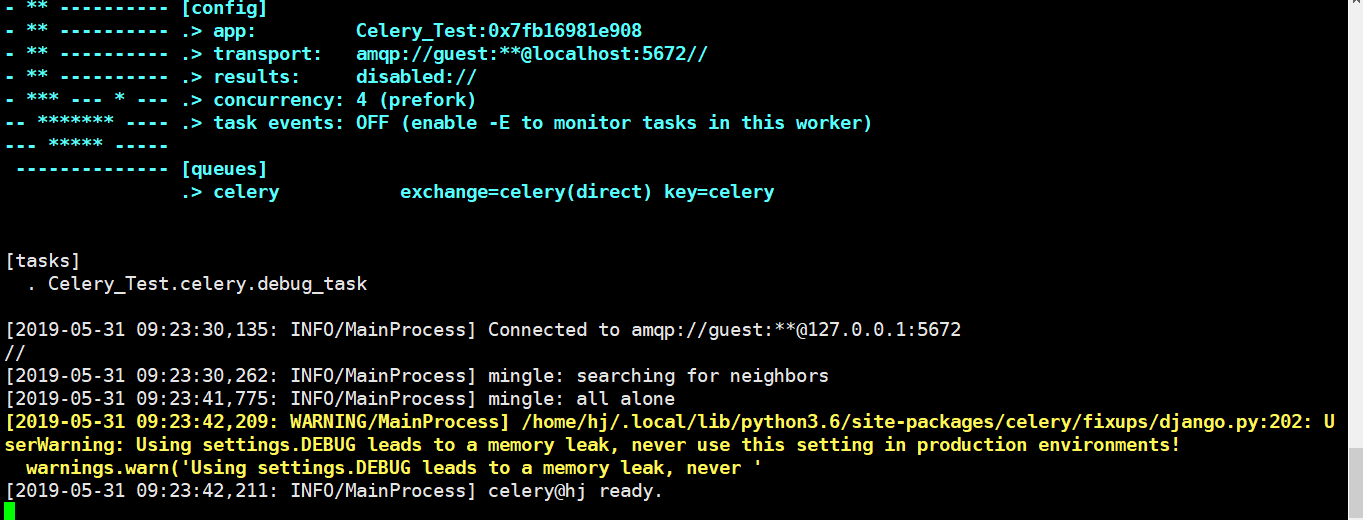 - ** ---------- [config]
- ** ---------- .> app:         Celery_Test:0x7fb16981e908
- ** ---------- .> transport:   amqp://guest:**@localhost:5672//
- ** ---------- .> results:     disabled://
- *** --- * --- .> concurrency: 4 (prefork)
-- ******* ---- .> task events: OFF (enable -E to monitor tasks in this worker)
--- ***** -----
 -------------- [queues]
                .> celery           exchange=celery(direct) key=celery
[tasks]
  . Celery_Test.celery.debug_task
[2019-05-31 09:23:30,135: INFO/MainProcess] Connected to amqp://guest:**@127.0.0.1:5672
//
[2019-05-31 09:23:30,262: INFO/MainProcess] mingle: searching for neighbors
[2019-05-31 09:23:41,775: INFO/MainProcess] mingle: all alone
[2019-05-31 09:23:42,209: WARNING/MainProcess] /home/hj/.local/lib/python3.6/site-packages/celery/fixups/django.py:202: U
serWarning: Using settings.DEBUG leads to a memory leak, never use this setting in production environments!
  warnings.warn('Using settings.DEBUG leads to a memory leak, never '
[2019-05-31 09:23:42,211: INFO/MainProcess] celery@hj ready.